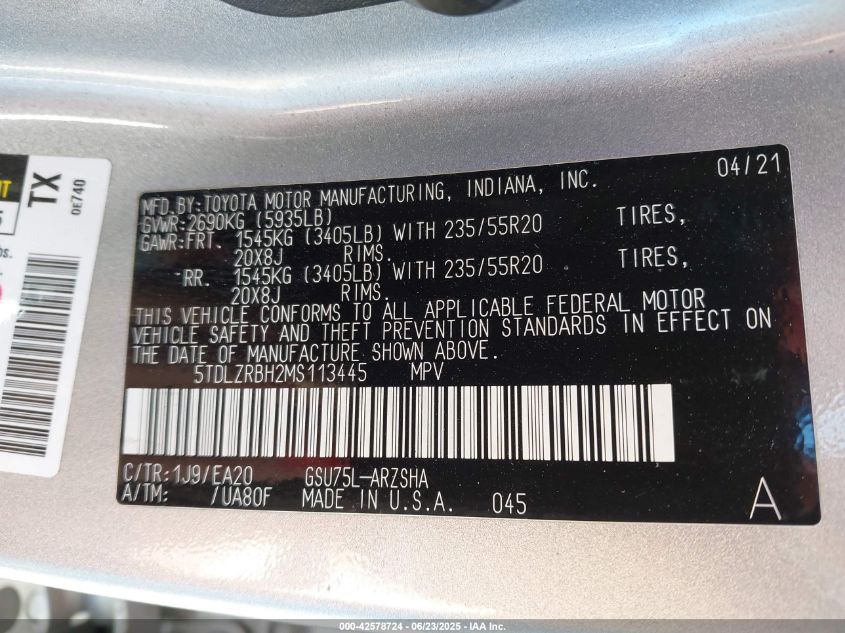 TX
0E740
04/21
MFD.BY:TOYOTA MOTOR MANUFACTURING, INDIANA, INC.
GVWR:2690KG (5935LB)
GAWR:FRT. 1545KG (3405LB) WITH 235/55R20 TIRES,
20X8J RIMS.
RR. 1545KG (3405LB) WITH 235/55R20 TIRES,
20X8J RIMS.
THIS VEHICLE CONFORMS TO ALL APPLICABLE FEDERAL MOTOR
VEHICLE SAFETY AND THEFT PREVENTION STANDARDS IN EFFECT ON
THE DATE OF MANUFACTURE SHOWN ABOVE.
5TDLZRBH2MS113445 MPV
C/TR:1J9/EA20 GSU75L-ARZSHA
A/TM: /UA80F MADE IN U.S.A. 045
A
000-42578724 - 06/23/2025 - IAA Inc.